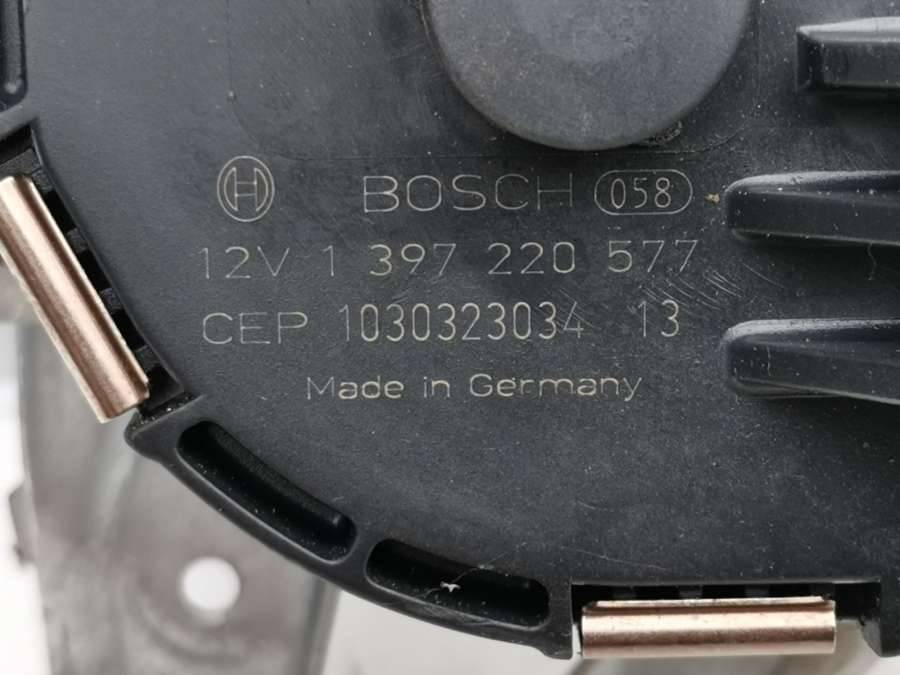 BOSCH 058
12V 1 397 220 577
CEP 1030323034 13
Made in Germany